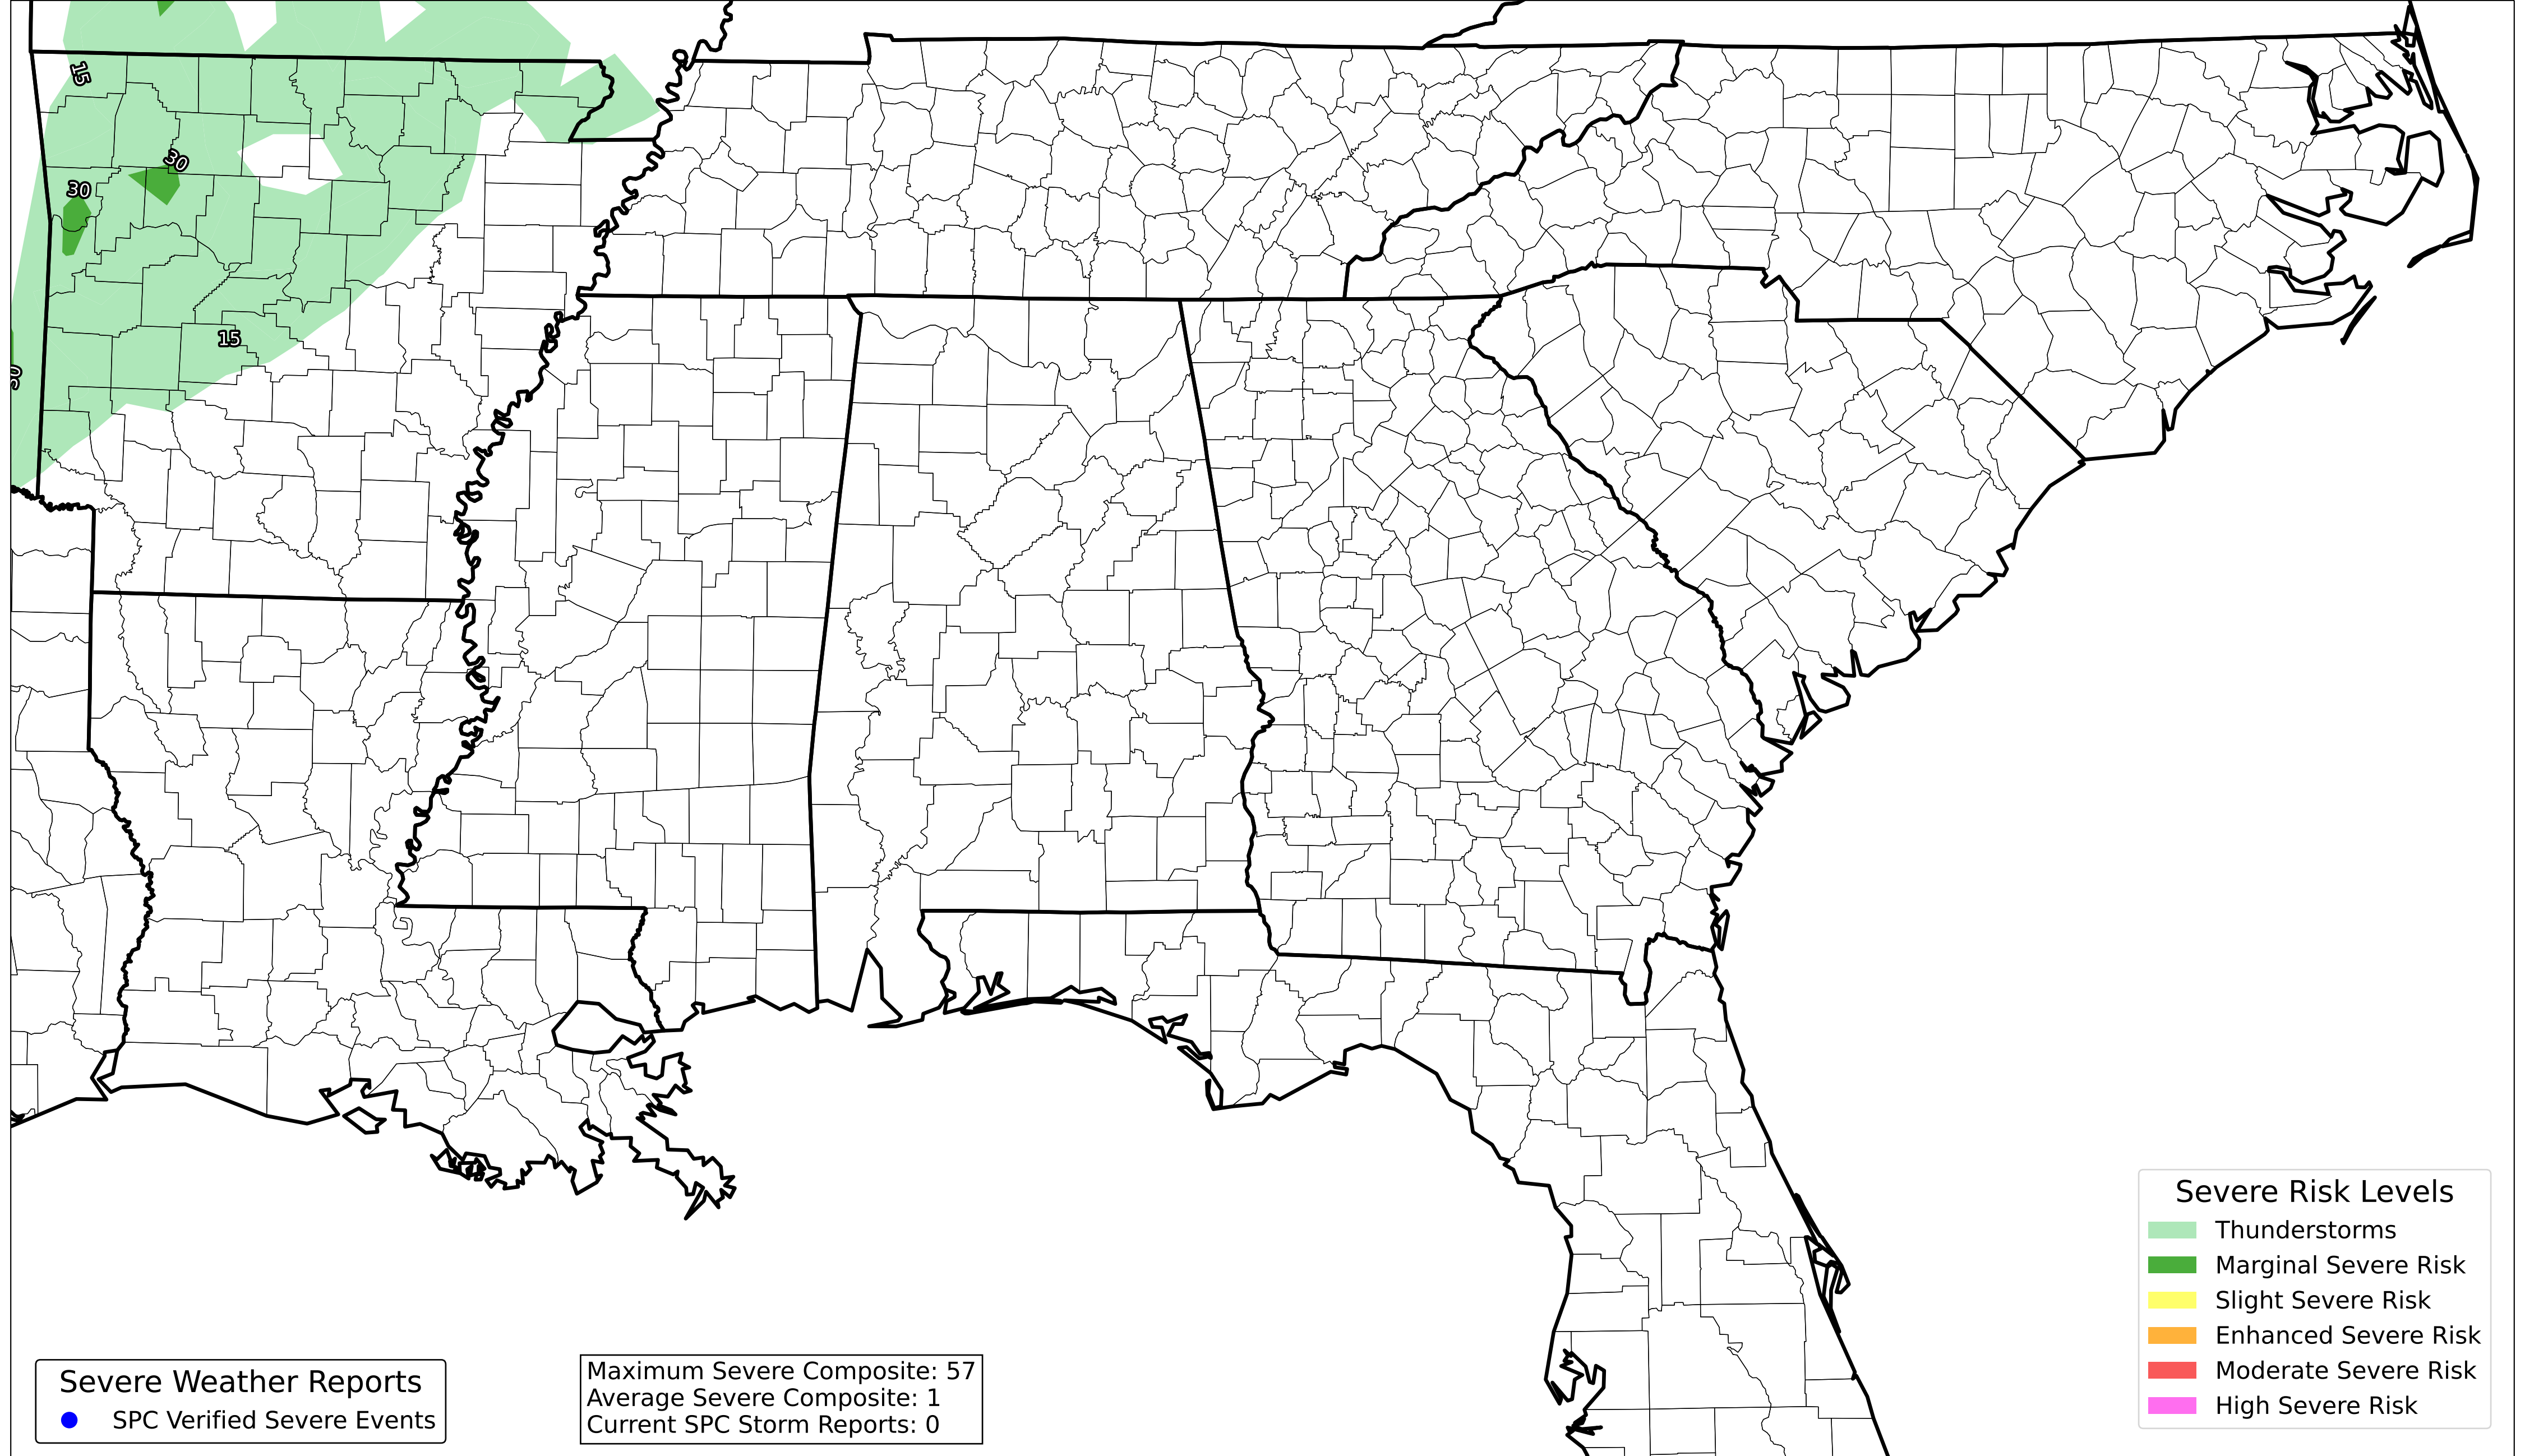 15
30
30
15
30
Severe Risk Levels
Thunderstorms
Marginal Severe Risk
Slight Severe Risk
Enhanced Severe Risk
Moderate Severe Risk
High Severe Risk
Severe Weather Reports
SPC Verified Severe Events
Maximum Severe Composite: 57
Average Severe Composite: 1
Current SPC Storm Reports: 0